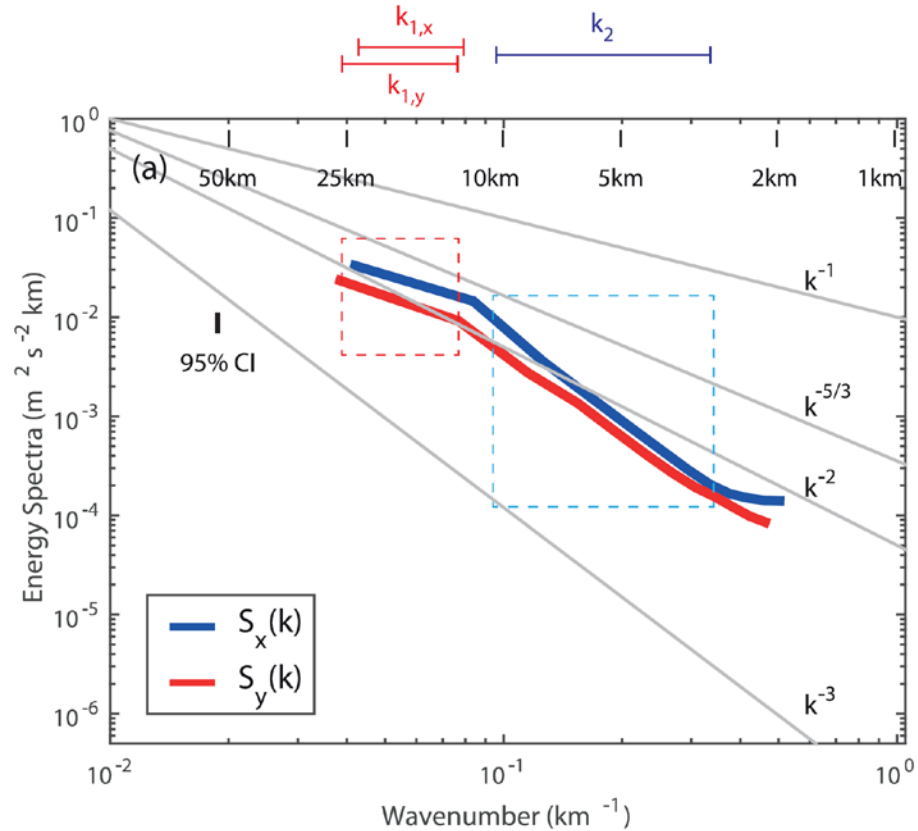 k1,x
k2
k1,y
10^0
10^-1
10^-2
10^-3
10^-4
10^-5
10^-6
(a)
50km
25km
10km
5km
2km
1km
k^-1
k^-5/3
k^-2
k^-3
95% CI
Sx(k)
Sy(k)
Energy Spectra (m^2 s^-2 km)
10^-2
10^-1
10^0
Wavenumber (km^-1)